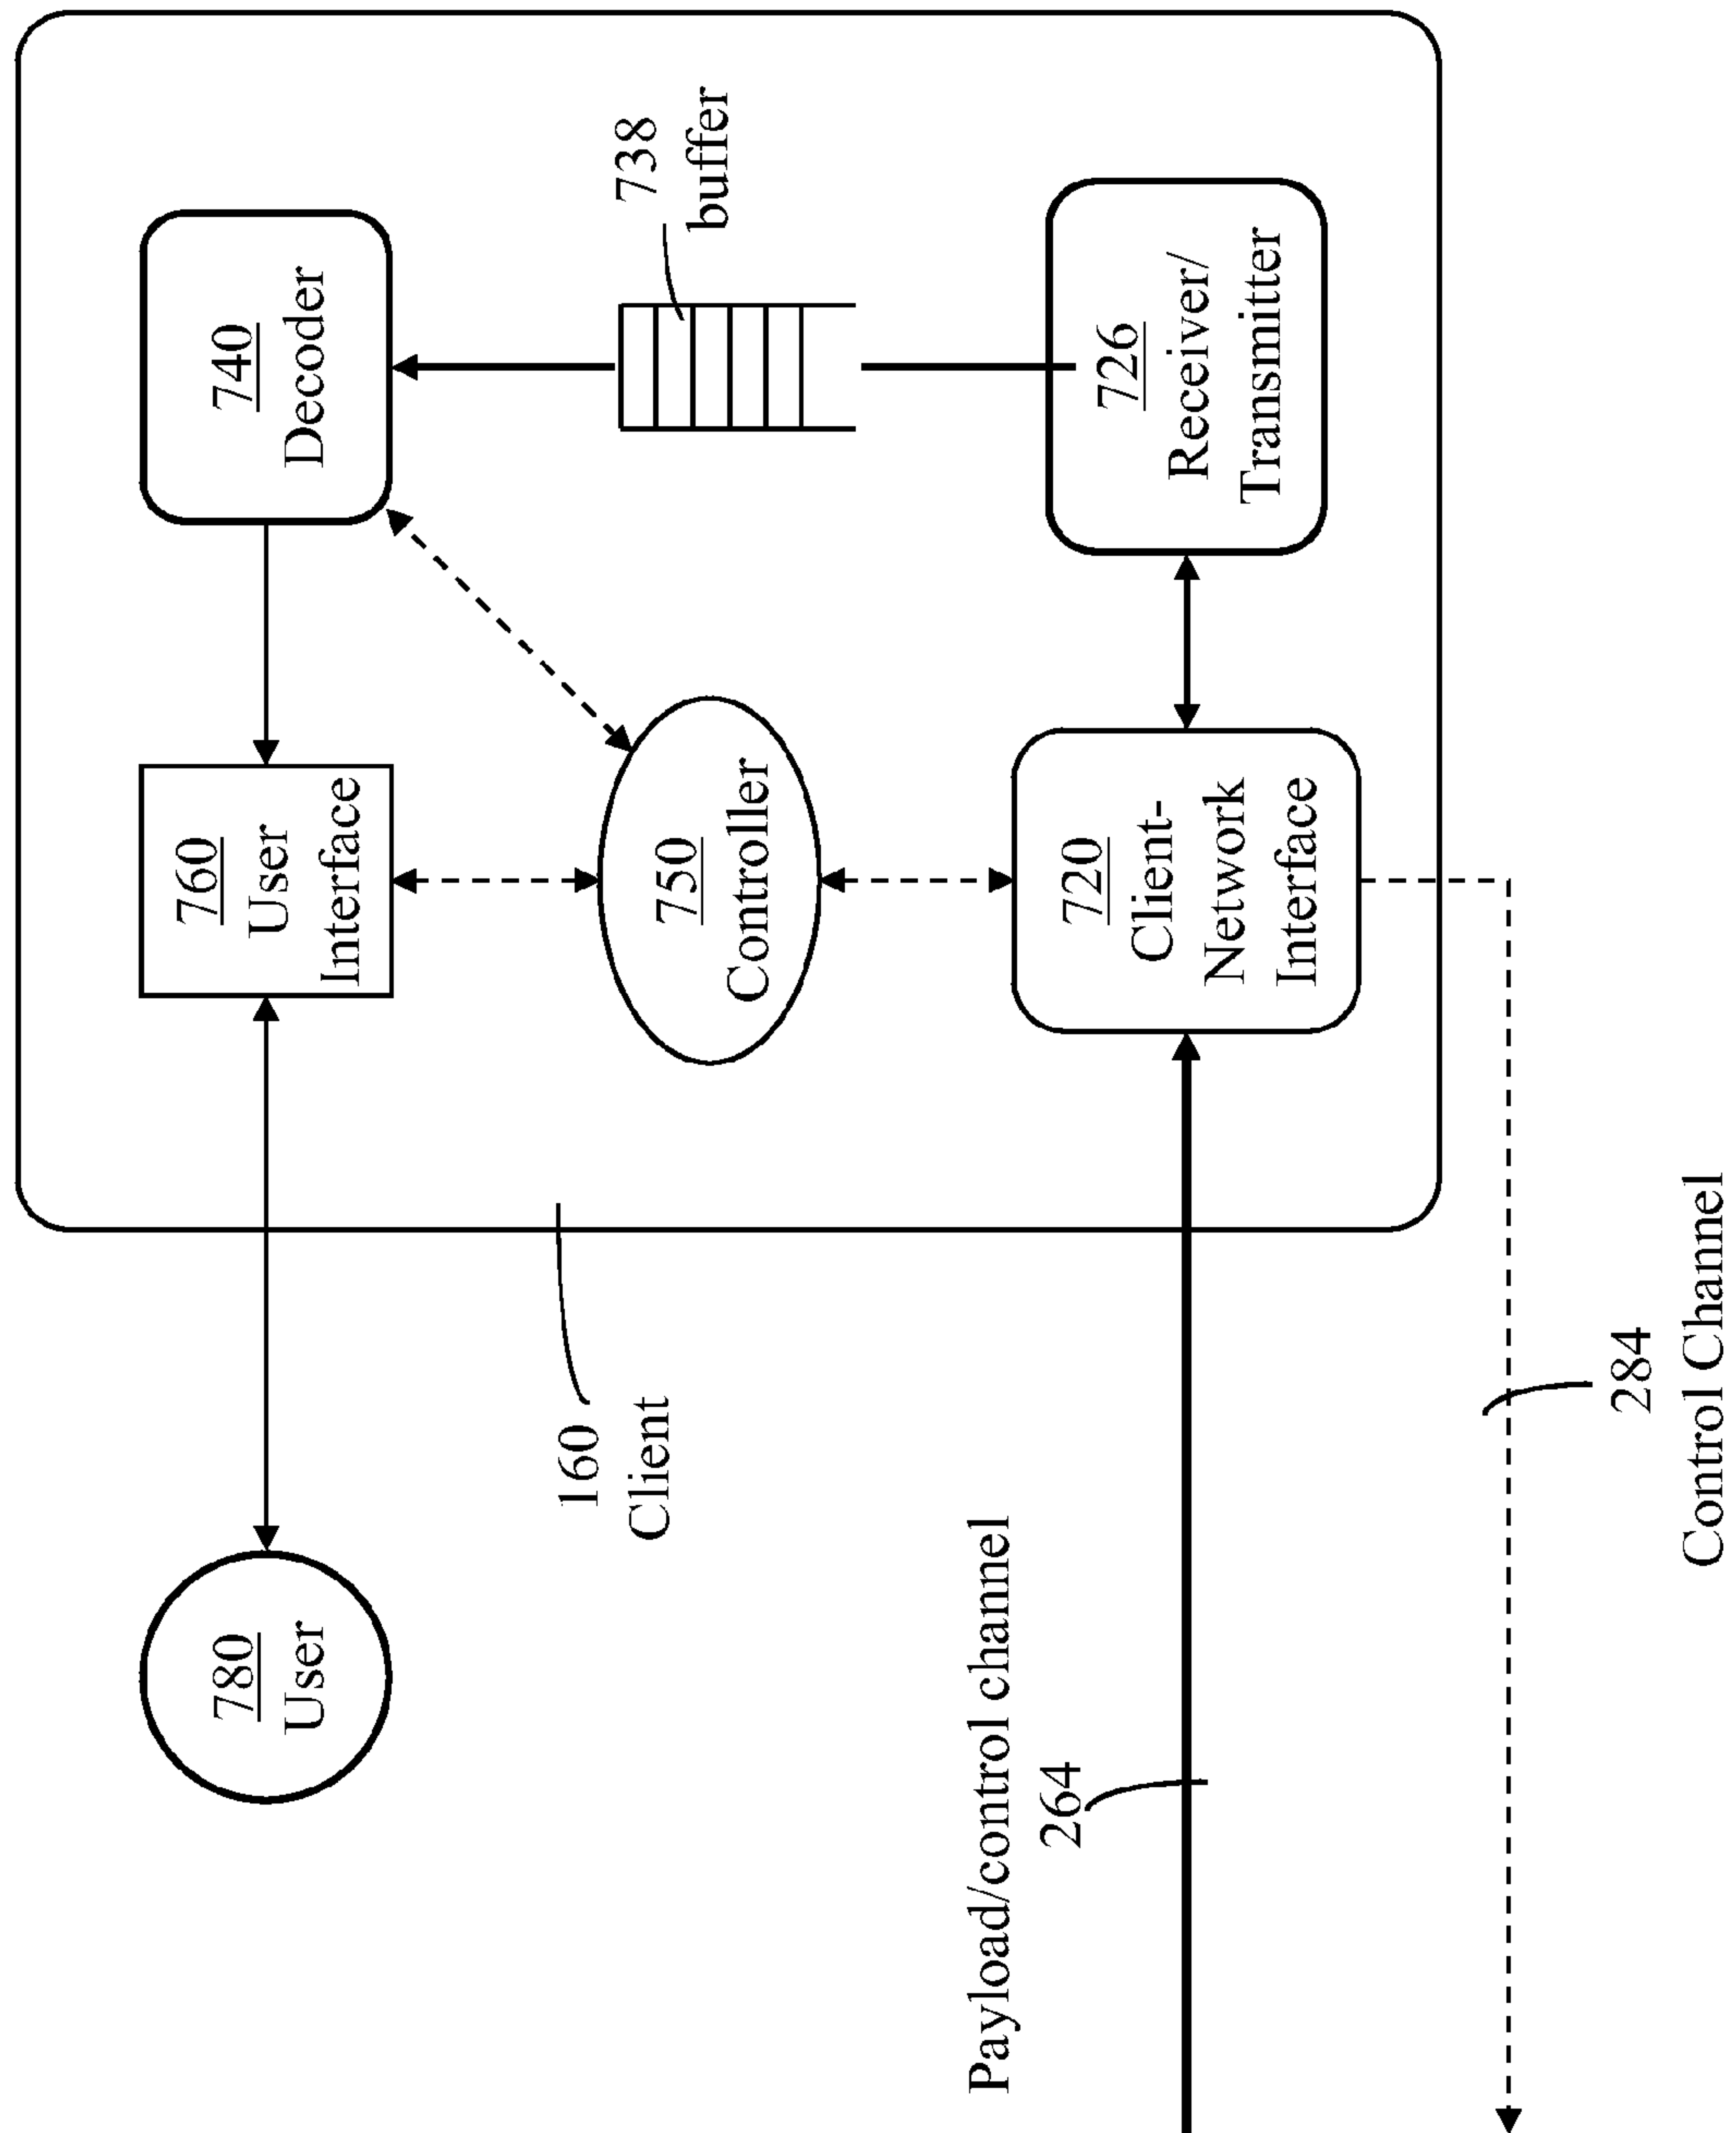 738
buffer
740
Decoder
726
Receiver/
Transmitter
760
User
Interface
750
Controller
720
Client-
Network
Interface
160
Client
780
User
Payload/control channel
264
284
Control Channel